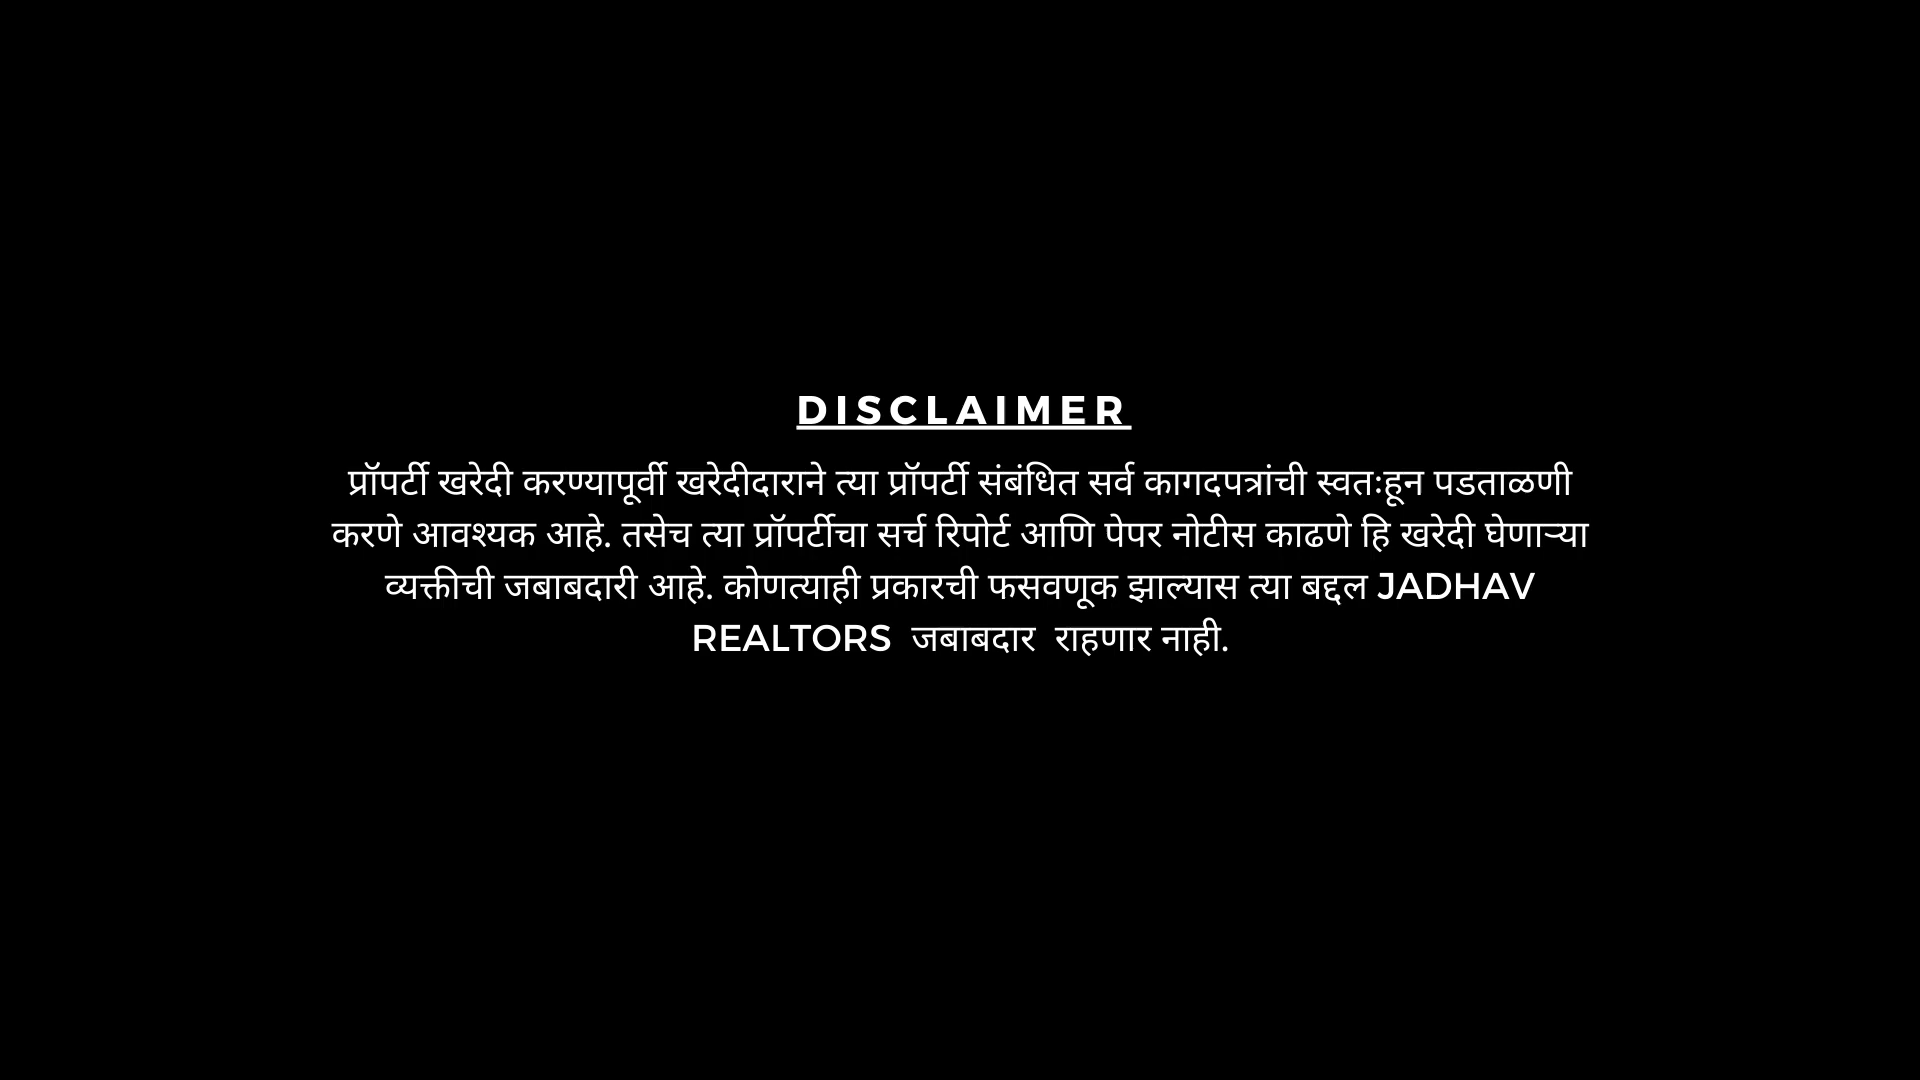 DISCLAIMER
प्रॉपर्टी खरेदी करण्यापूर्वी खरेदीदाराने त्या प्रॉपर्टी संबंधित सर्व कागदपत्रांची स्वतःहून पडताळणी
करणे आवश्यक आहे. तसेच त्या प्रॉपर्टीचा सर्च रिपोर्ट आणि पेपर नोटीस काढणे हि खरेदी घेणाऱ्या
व्यक्तीची जबाबदारी आहे. कोणत्याही प्रकारची फसवणूक झाल्यास त्या बद्दल JADHAV
REALTORS जबाबदार राहणार नाही.